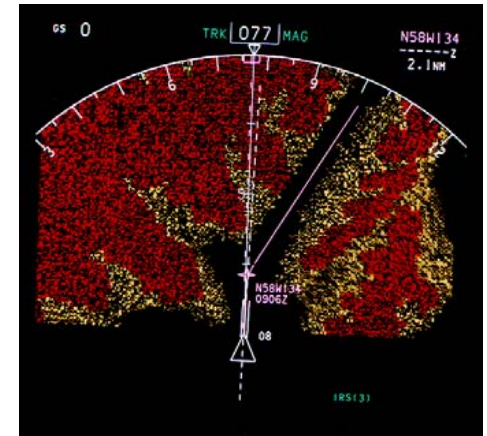 GS 0
TRK 077 MAG
N58W134
------Z
2.1NM
3
6
9
12
N58W134
0906Z
08
IRS(3)